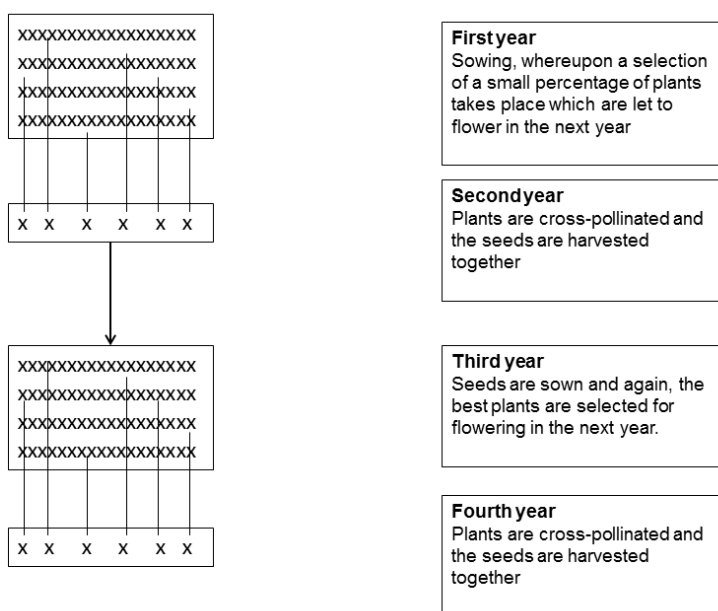 xxxxxxxxxxxxxxxxxx
xxxxxxxxxxxxxxxxxx
xxxxxxxxxxxxxxxxxx
xxxxxxxxxxxxxxxxxx
x x x x x x
xxxxxxxxxxxxxxxxxx
xxxxxxxxxxxxxxxxxx
xxxxxxxxxxxxxxxxxx
xxxxxxxxxxxxxxxxxx
x x x x x x
First year
Sowing, whereupon a selection
of a small percentage of plants
takes place which are let to
flower in the next year
Second year
Plants are cross-pollinated and
the seeds are harvested
together
Third year
Seeds are sown and again, the
best plants are selected for
flowering in the next year.
Fourth year
Plants are cross-pollinated and
the seeds are harvested
together